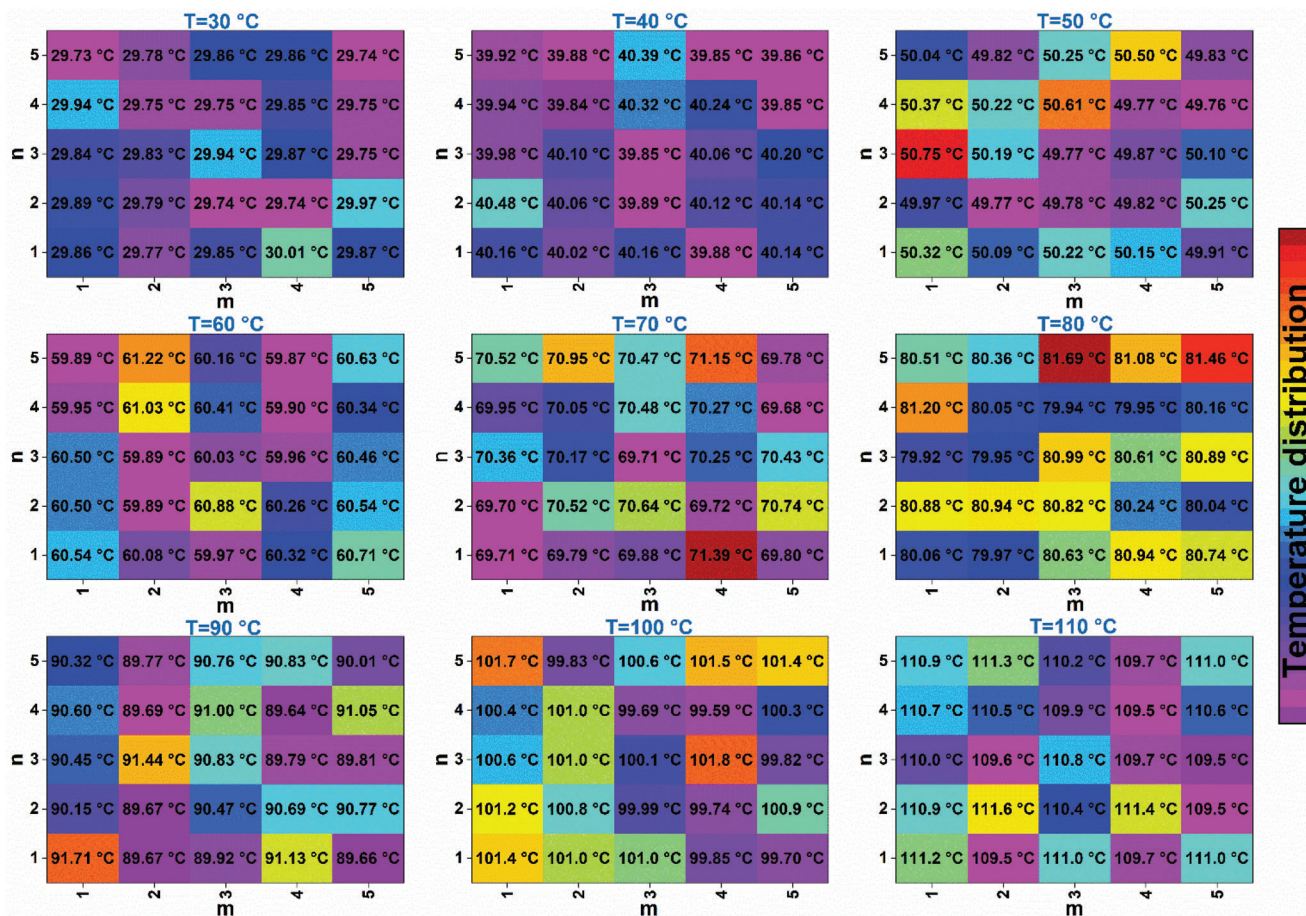 T=30 °C
T=40 °C
T=50 °C
5 29.73 °C 29.78 °C 29.86 °C 29.86 °C 29.74 °C
5 39.92 °C 39.88 °C 40.39 °C 39.85 °C 39.86 °C
5 50.04 °C 49.82 °C 50.25 °C 50.50 °C 49.83 °C
4 29.94 °C 29.75 °C 29.75 °C 29.85 °C 29.75 °C
4 39.94 °C 39.84 °C 40.32 °C 40.24 °C 39.85 °C
4 50.37 °C 50.22 °C 50.61 °C 49.77 °C 49.76 °C
n 3 29.84 °C 29.83 °C 29.94 °C 29.87 °C 29.75 °C
n 3 39.98 °C 40.10 °C 39.85 °C 40.06 °C 40.20 °C
n 3 50.75 °C 50.19 °C 49.77 °C 49.87 °C 50.10 °C
2 29.89 °C 29.79 °C 29.74 °C 29.74 °C 29.97 °C
2 40.48 °C 40.06 °C 39.89 °C 40.12 °C 40.14 °C
2 49.97 °C 49.77 °C 49.78 °C 49.82 °C 50.25 °C
1 29.86 °C 29.77 °C 29.85 °C 30.01 °C 29.87 °C
1 40.16 °C 40.02 °C 40.16 °C 39.88 °C 40.14 °C
1 50.32 °C 50.09 °C 50.22 °C 50.15 °C 49.91 °C
1 2 3 4 5
1 2 3 4 5
1 2 3 4 5
m
m
m
T=60 °C
T=70 °C
T=80 °C
5 59.89 °C 61.22 °C 60.16 °C 59.87 °C 60.63 °C
5 70.52 °C 70.95 °C 70.47 °C 71.15 °C 69.78 °C
5 80.51 °C 80.36 °C 81.69 °C 81.08 °C 81.46 °C
4 59.95 °C 61.03 °C 60.41 °C 59.90 °C 60.34 °C
4 69.95 °C 70.05 °C 70.48 °C 70.27 °C 69.68 °C
4 81.20 °C 80.05 °C 79.94 °C 79.95 °C 80.16 °C
n 3 60.50 °C 59.89 °C 60.03 °C 59.96 °C 60.46 °C
n 3 70.36 °C 70.17 °C 69.71 °C 70.25 °C 70.43 °C
n 3 79.92 °C 79.95 °C 80.99 °C 80.61 °C 80.89 °C
2 60.50 °C 59.89 °C 60.88 °C 60.26 °C 60.54 °C
2 69.70 °C 70.52 °C 70.64 °C 69.72 °C 70.74 °C
2 80.88 °C 80.94 °C 80.82 °C 80.24 °C 80.04 °C
1 60.54 °C 60.08 °C 59.97 °C 60.32 °C 60.71 °C
1 69.71 °C 69.79 °C 69.88 °C 71.39 °C 69.80 °C
1 80.06 °C 79.97 °C 80.63 °C 80.94 °C 80.74 °C
1 2 3 4 5
1 2 3 4 5
1 2 3 4 5
m
m
m
T=90 °C
T=100 °C
T=110 °C
5 90.32 °C 89.77 °C 90.76 °C 90.83 °C 90.01 °C
5 101.7 °C 99.83 °C 100.6 °C 101.5 °C 101.4 °C
5 110.9 °C 111.3 °C 110.2 °C 109.7 °C 111.0 °C
4 90.60 °C 89.69 °C 91.00 °C 89.64 °C 91.05 °C
4 100.4 °C 101.0 °C 99.69 °C 99.59 °C 100.3 °C
4 110.7 °C 110.5 °C 109.9 °C 109.5 °C 110.6 °C
n 3 90.45 °C 91.44 °C 90.83 °C 89.79 °C 89.81 °C
n 3 100.6 °C 101.0 °C 100.1 °C 101.8 °C 99.82 °C
n 3 110.0 °C 109.6 °C 110.8 °C 109.7 °C 109.5 °C
2 90.15 °C 89.67 °C 90.47 °C 90.69 °C 90.77 °C
2 101.2 °C 100.8 °C 99.99 °C 99.74 °C 100.9 °C
2 110.9 °C 111.6 °C 110.4 °C 111.4 °C 109.5 °C
1 91.71 °C 89.67 °C 89.92 °C 91.13 °C 89.66 °C
1 101.4 °C 101.0 °C 101.0 °C 99.85 °C 99.70 °C
1 111.2 °C 109.5 °C 111.0 °C 109.7 °C 111.0 °C
1 2 3 4 5
1 2 3 4 5
1 2 3 4 5
m
m
m
Temperature distribution